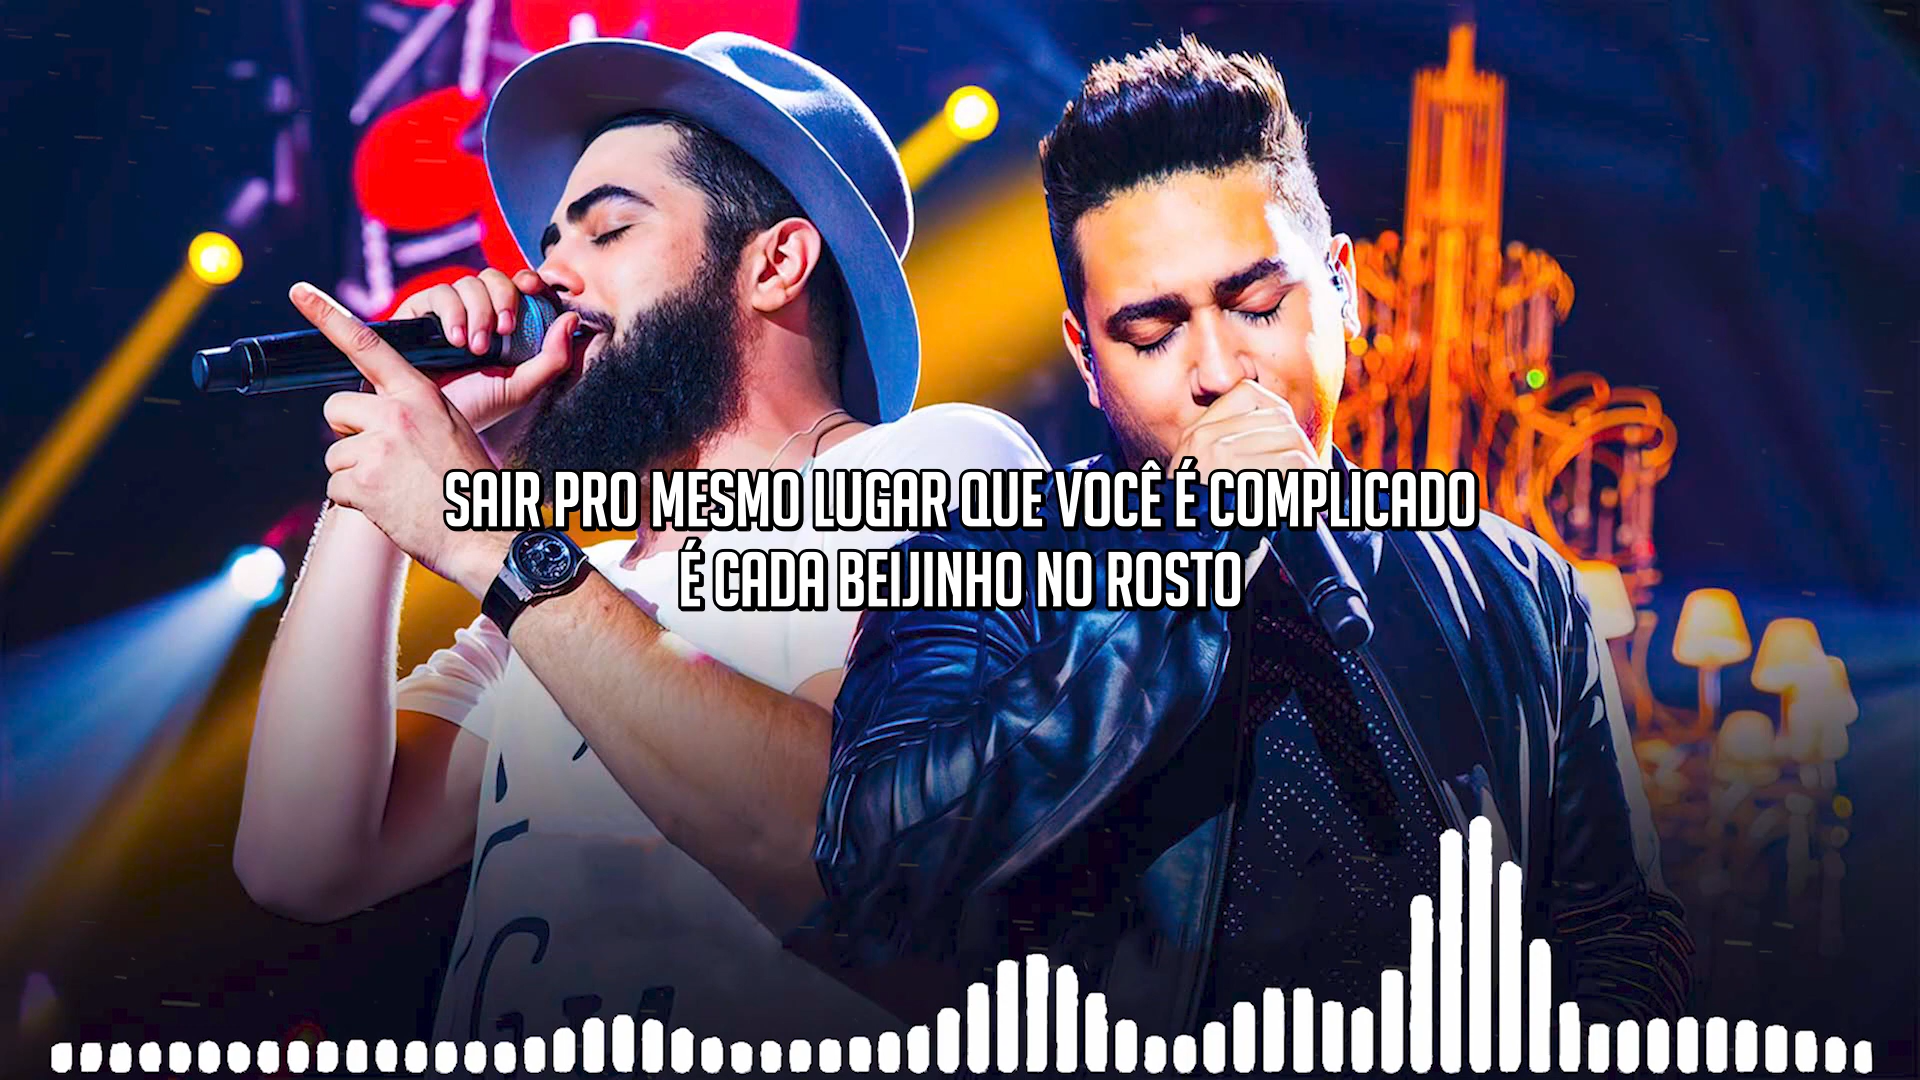 SAIR PRO MESMO LUGAR QUE VOCÊ É COMPLICADO
É CADA BEIJINHO NO ROSTO